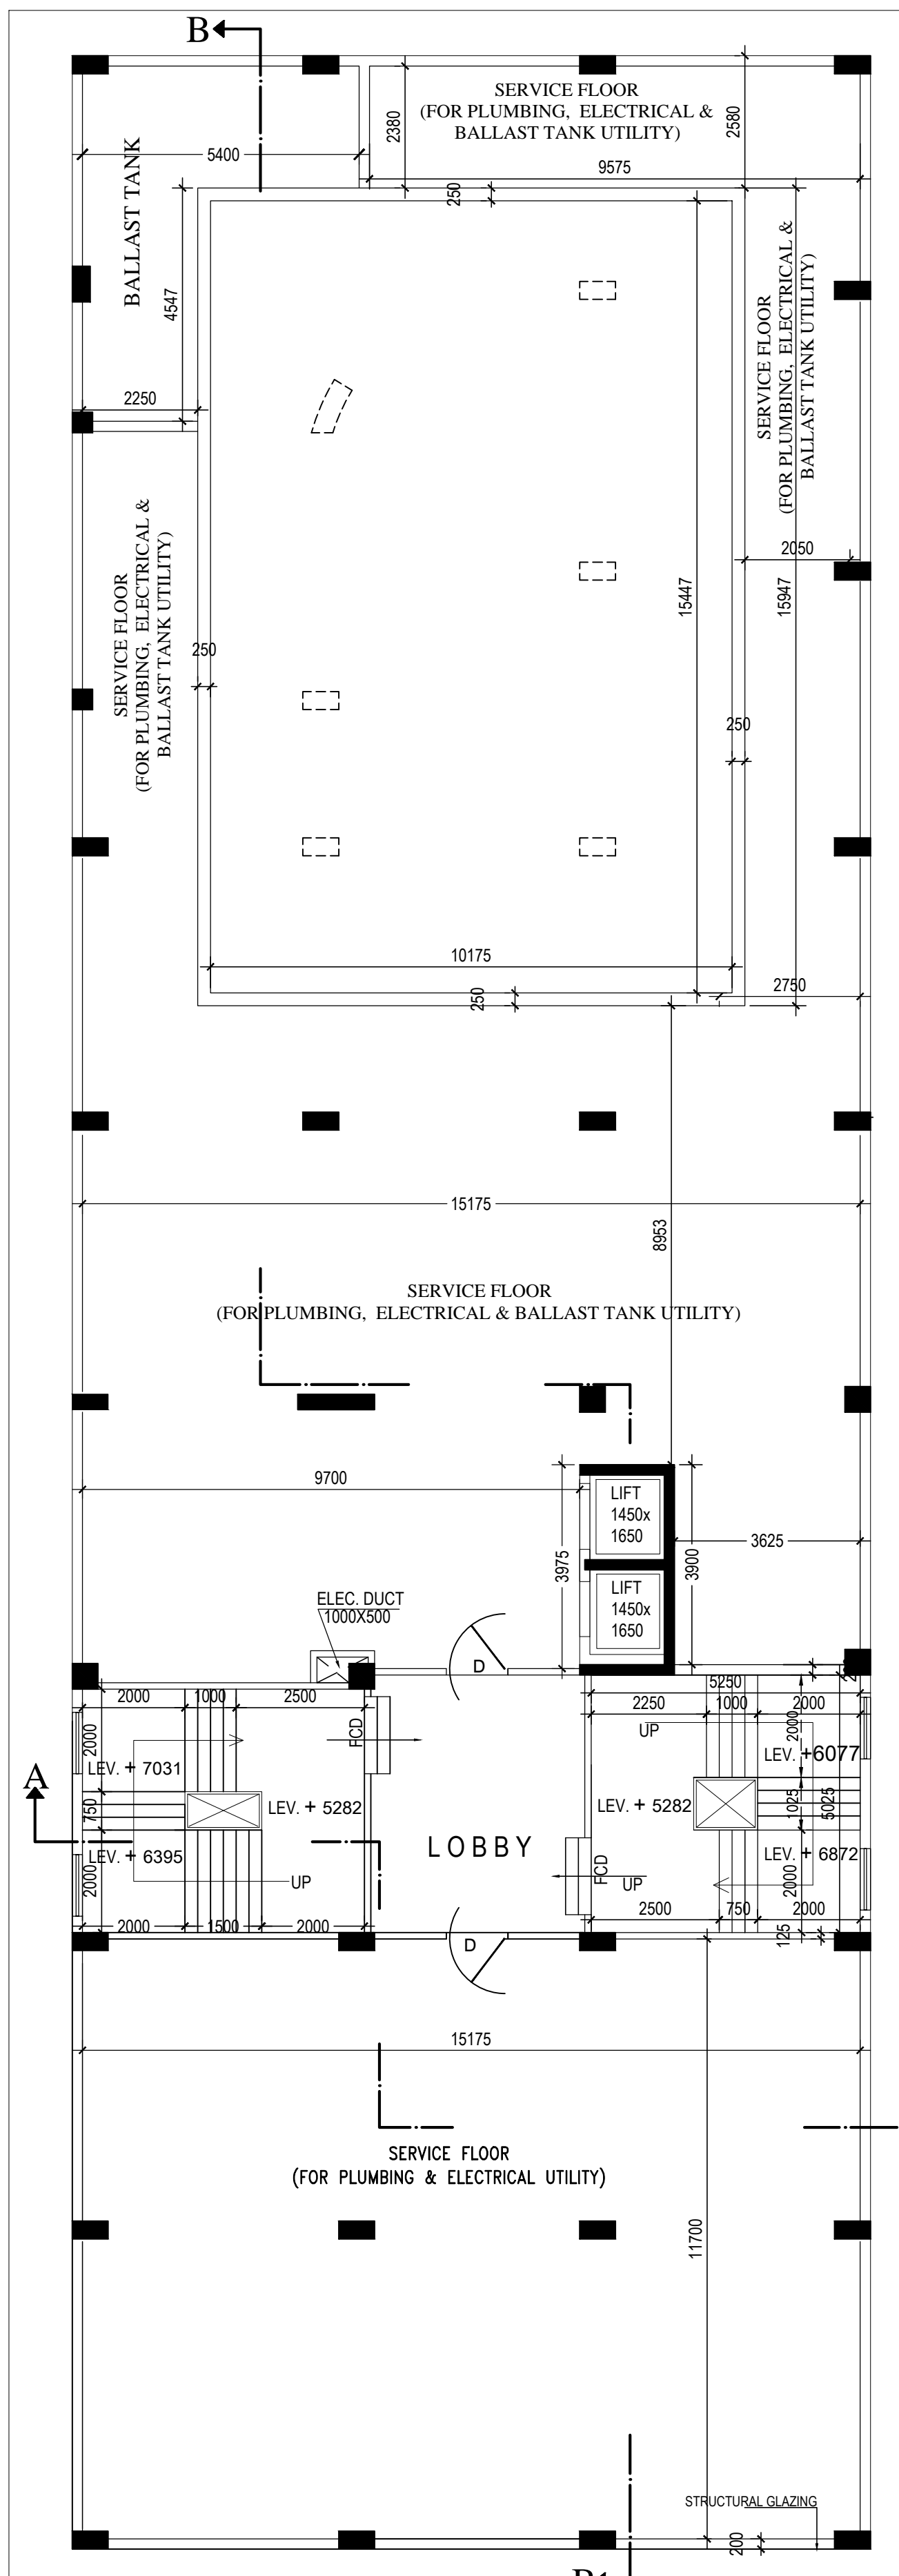 B
SERVICE FLOOR
(FOR PLUMBING, ELECTRICAL &
BALLAST TANK UTILITY)
2380
2580
5400
9575
BALLAST TANK
250
4547
SERVICE FLOOR
(FOR PLUMBING, ELECTRICAL &
BALLAST TANK UTILITY)
2250
2050
SERVICE FLOOR
(FOR PLUMBING, ELECTRICAL &
BALLAST TANK UTILITY)
15447
15947
250
250
10175
2750
250
15175
8953
SERVICE FLOOR
(FOR PLUMBING, ELECTRICAL & BALLAST TANK UTILITY)
9700
LIFT
1450x
1650
3625
3975
3900
LIFT
1450x
1650
ELEC. DUCT
1000X500
D
5250
2000
1000
2500
2250
1000
2000
FCD
UP
2000
2000
LEV. + 7031
LEV. +6077
A
750
LEV. + 5282
LEV. + 5282
1025
5025
LOBBY
LEV. + 6395
LEV. + 6872
2000
UP
FCD
UP
2000
2000
1500
2000
2500
750
2000
125
D
15175
SERVICE FLOOR
(FOR PLUMBING & ELECTRICAL UTILITY)
11700
STRUCTURAL GLAZING
200